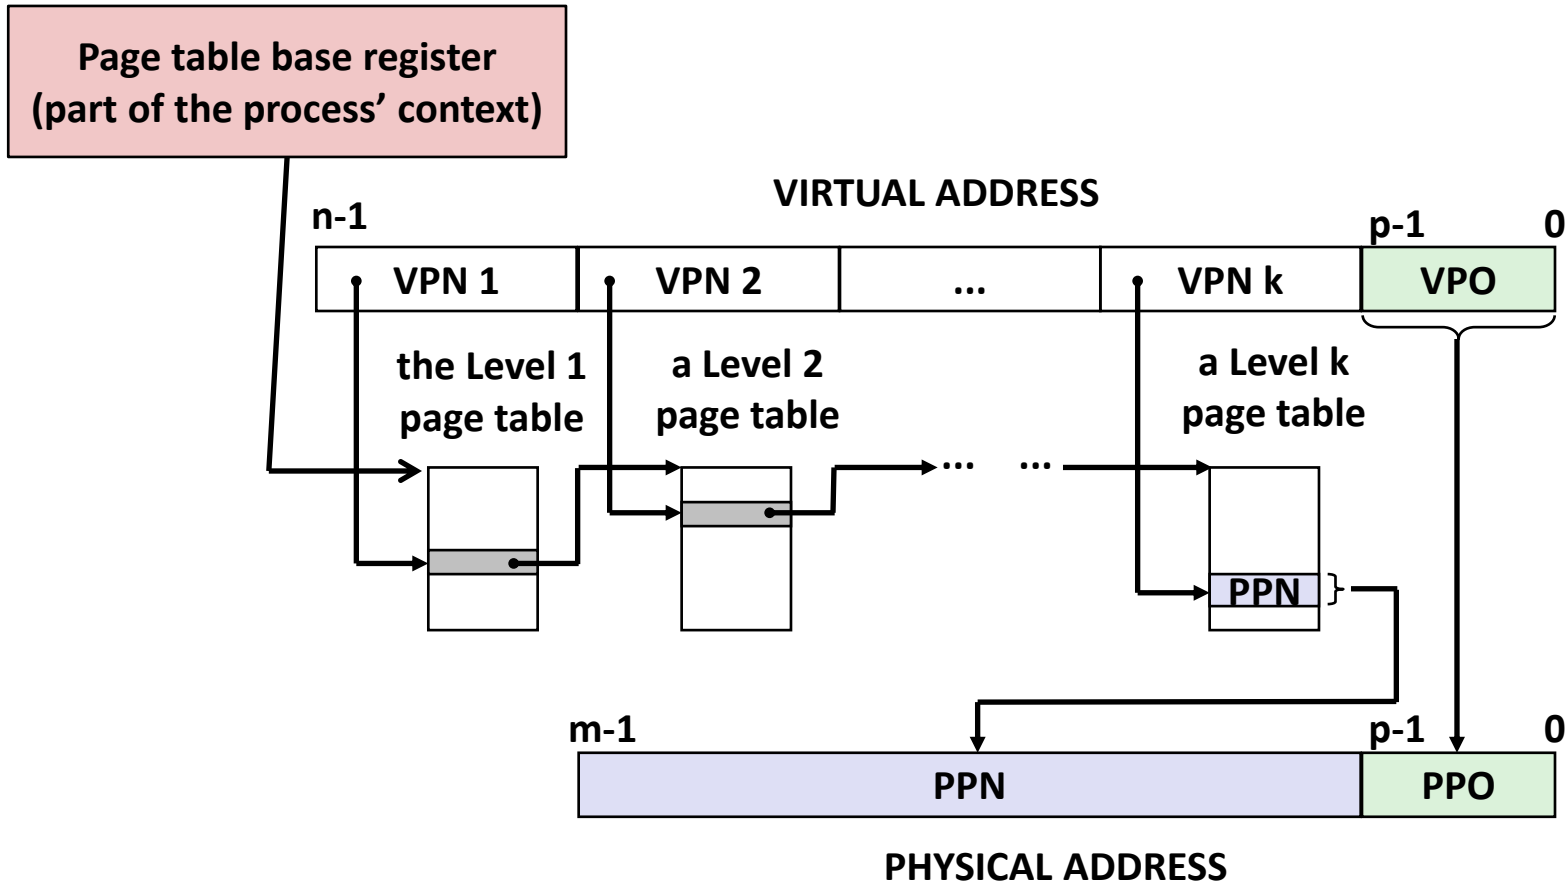 Page table base register
(part of the process’ context)
VIRTUAL ADDRESS
n-1
p-1
0
VPN 1
VPN 2
...
VPN k
VPO
the Level 1
page table
a Level 2
page table
a Level k
page table
...
...
PPN
m-1
p-1
0
PPN
PPO
PHYSICAL ADDRESS